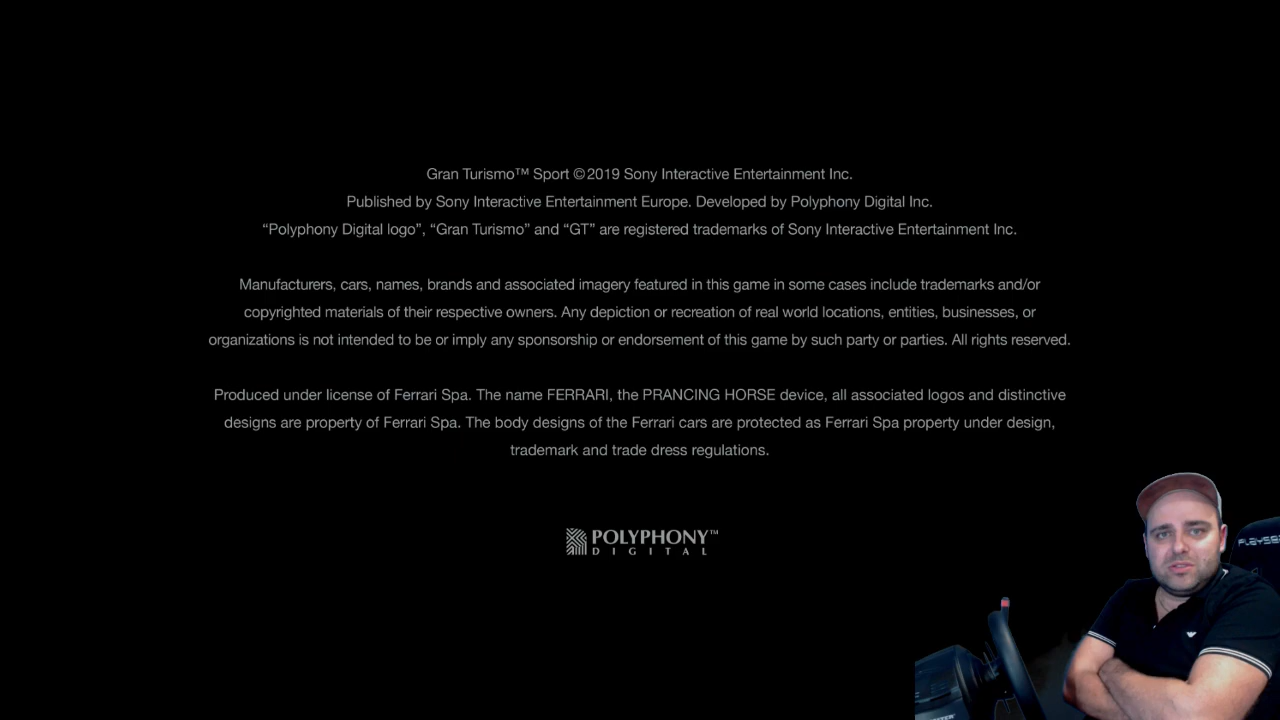 Gran Turismo™ Sport ©2019 Sony Interactive Entertainment Inc.
Published by Sony Interactive Entertainment Europe. Developed by Polyphony Digital Inc.
“Polyphony Digital logo”, “Gran Turismo” and “GT” are registered trademarks of Sony Interactive Entertainment Inc.
Manufacturers, cars, names, brands and associated imagery featured in this game in some cases include trademarks and/or
copyrighted materials of their respective owners. Any depiction or recreation of real world locations, entities, businesses, or
organizations is not intended to be or imply any sponsorship or endorsement of this game by such party or parties. All rights reserved.
Produced under license of Ferrari Spa. The name FERRARI, the PRANCING HORSE device, all associated logos and distinctive
designs are property of Ferrari Spa. The body designs of the Ferrari cars are protected as Ferrari Spa property under design,
trademark and trade dress regulations.
POLYPHONY™
DIGITAL